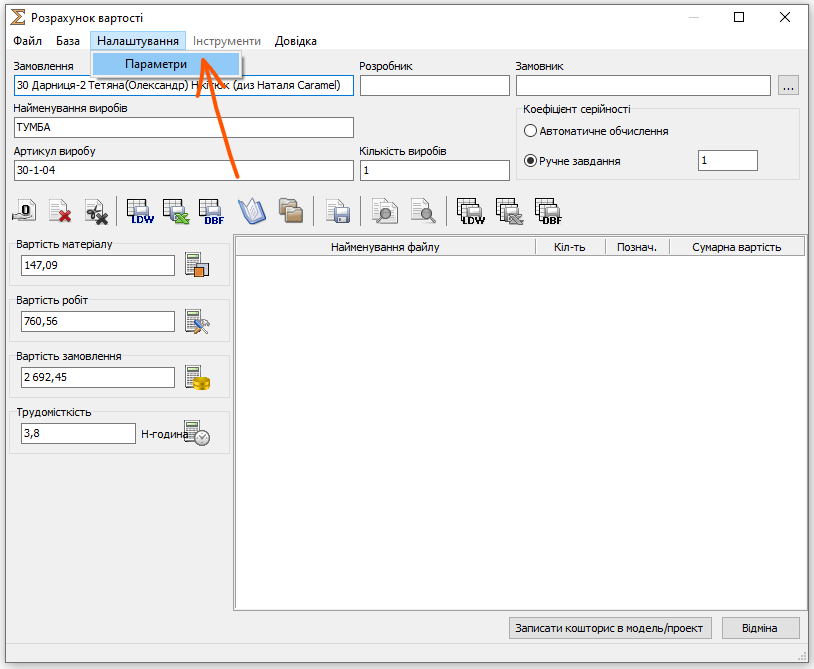 Розрахунок вартості
Файл База Налаштування Інструменти Довідка
Параметри
Замовлення Розробник Замовник
30 Дарниця-2 Тетяна(Олександр) (диз Наталя Caramel)
...
Найменування виробів
ТУМБА
Коефіцієнт серійності
Автоматичне обчислення
Ручне завдання 1
Артикул виробу Кількість виробів
30-1-04 1
0 LDW DBF LDW DBF
Вартість матеріалу
147,09
Вартість робіт
760,56
Вартість замовлення
2 692,45
Трудомісткість
3,8 Н-година
Найменування файлу Кіл-ть Познач. Сумарна вартість
Записати кошторис в модель/проект Відміна